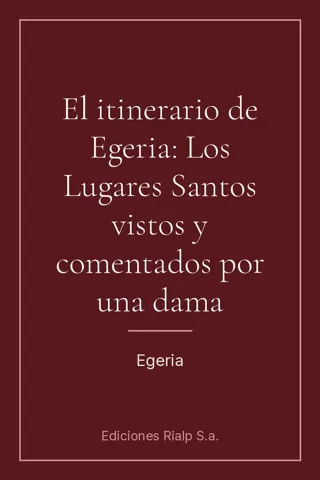 El itinerario de
Egeria: Los
Lugares Santos
vistos y
comentados por
una dama
Egeria
Ediciones Rialp S.a.